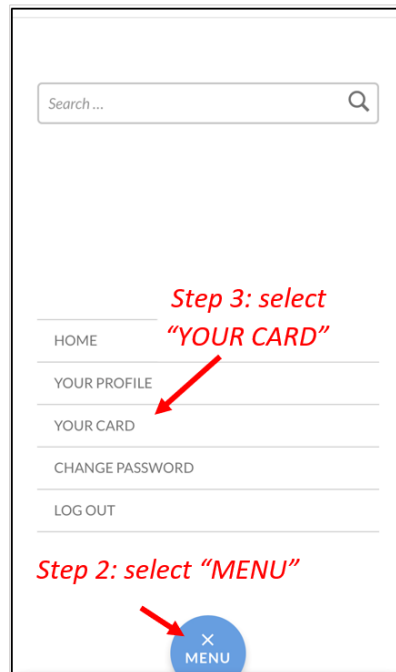 Search ...
Step 3: select
“YOUR CARD”
HOME
YOUR PROFILE
YOUR CARD
CHANGE PASSWORD
LOG OUT
Step 2: select “MENU”
MENU